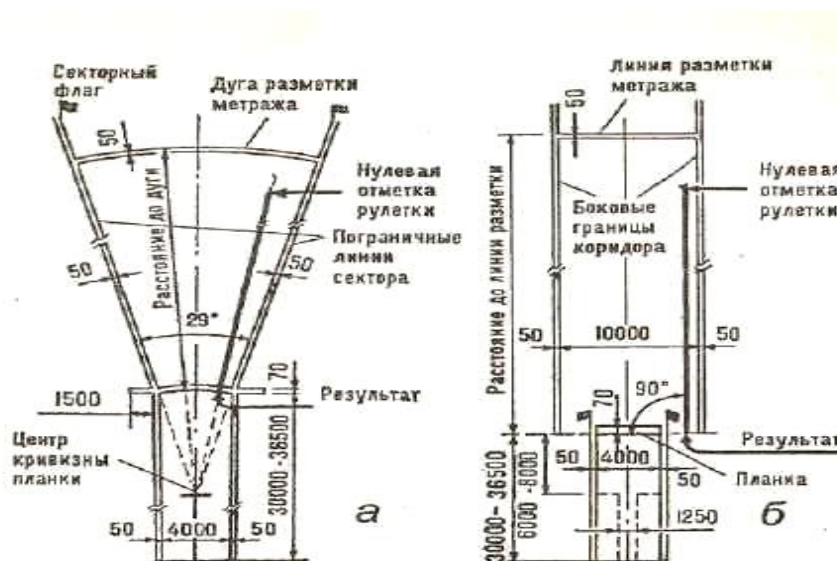 Секторный
флаг
Дуга разметки
метража
50
Нулевая
отметка
рулетки
Расстояние до дуги
Пограничные
линии
сектора
50
50
29°
70
1500
Результат
Центр
кривизны
планки
30000-36500
50
4000
50
а
Линия разметки
метража
50
Нулевая
отметка
рулетки
Боковые
границы
коридора
Расстояние до линии разметки
50
10000
50
90°
70
Результат
50
4000
50
Планка
30000-36500
6000-8000
1250
б